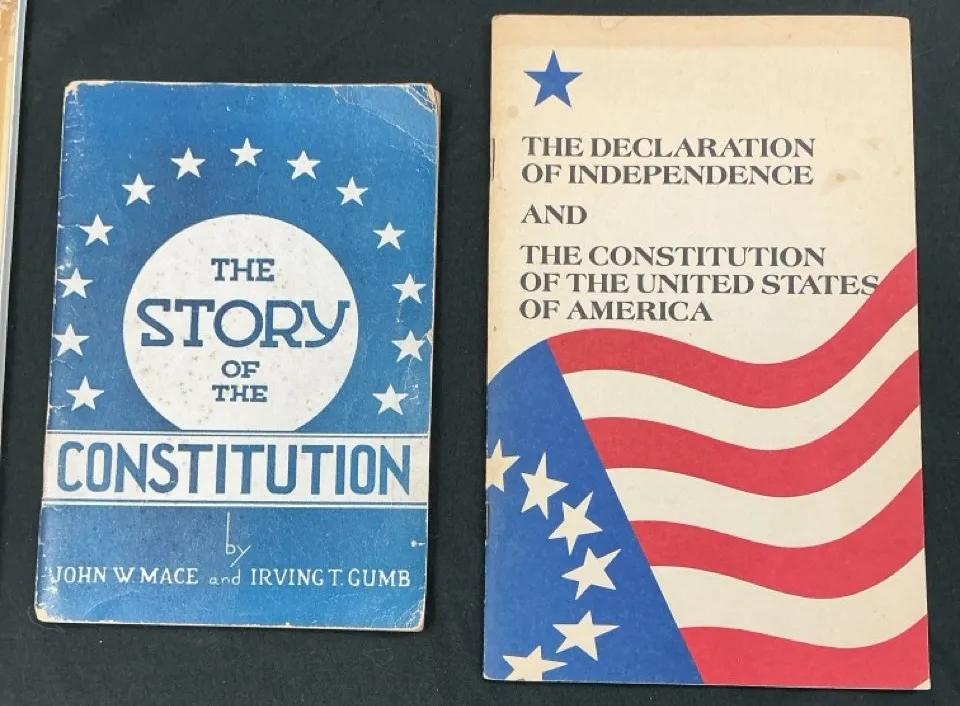 THE
STORY
OF
THE
CONSTITUTION
by
JOHN W. MACE and IRVING T. GUMB
THE DECLARATION
OF INDEPENDENCE
AND
THE CONSTITUTION
OF THE UNITED STATES
OF AMERICA